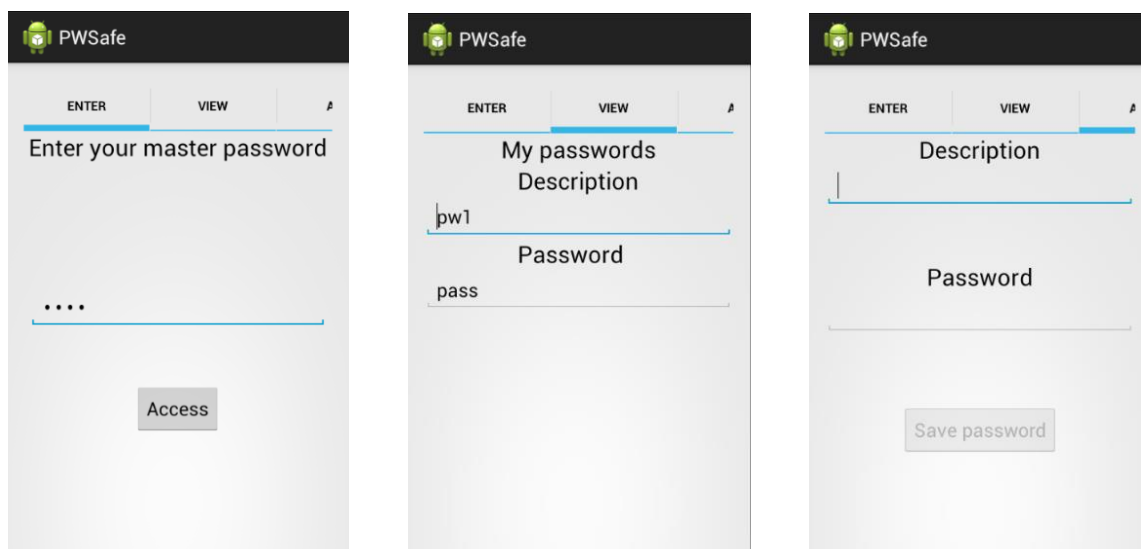 PWSafe
ENTER VIEW A
Enter your master password
••••
Access
PWSafe
ENTER VIEW A
My passwords
Description
pw1
Password
pass
PWSafe
ENTER VIEW A
Description
Password
Save password